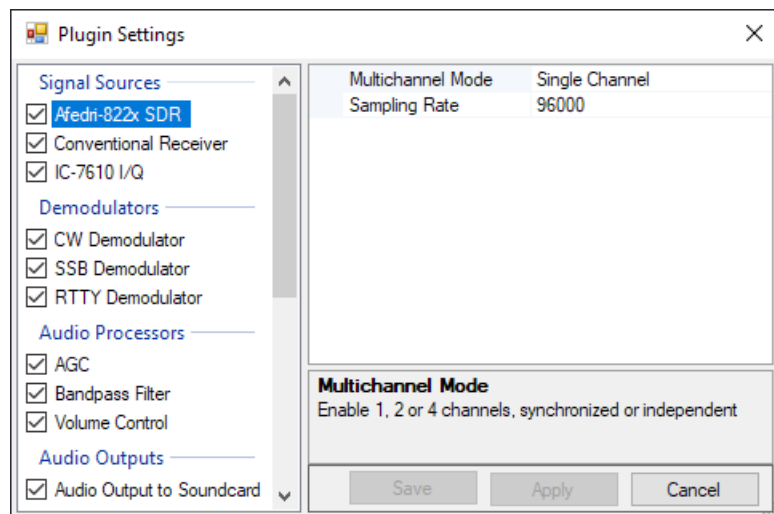 Plugin Settings
Signal Sources
Afedri-822x SDR
Conventional Receiver
IC-7610 I/Q
Demodulators
CW Demodulator
SSB Demodulator
RTTY Demodulator
Audio Processors
AGC
Bandpass Filter
Volume Control
Audio Outputs
Audio Output to Soundcard
Multichannel Mode Single Channel
Sampling Rate 96000
Multichannel Mode
Enable 1, 2 or 4 channels, synchronized or independent
Save Apply Cancel